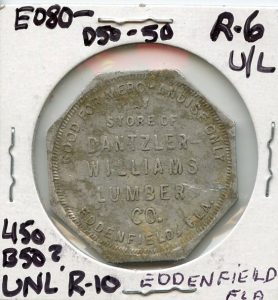 E080-
D50-50
R-6
U/L
GOOD FOR MERCHANDISE ONLY
AT
STORE OF
DANTZLER-
WILLIAMS
LUMBER
CO.
EDDENFIELD, FLA.
450
B50?
UNL R-10
EDDENFIELD
FLA